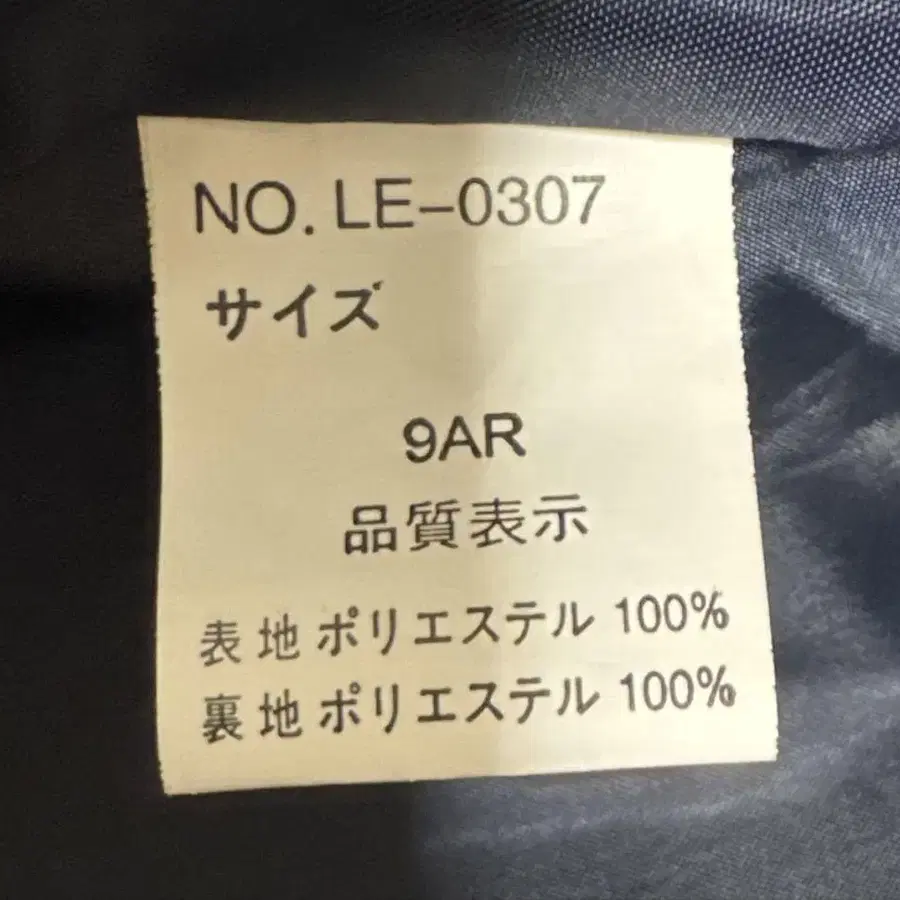 NO. LE-0307
サイズ
9AR
品質表示
表地 ポリエステル 100%
裏地 ポリエステル 100%